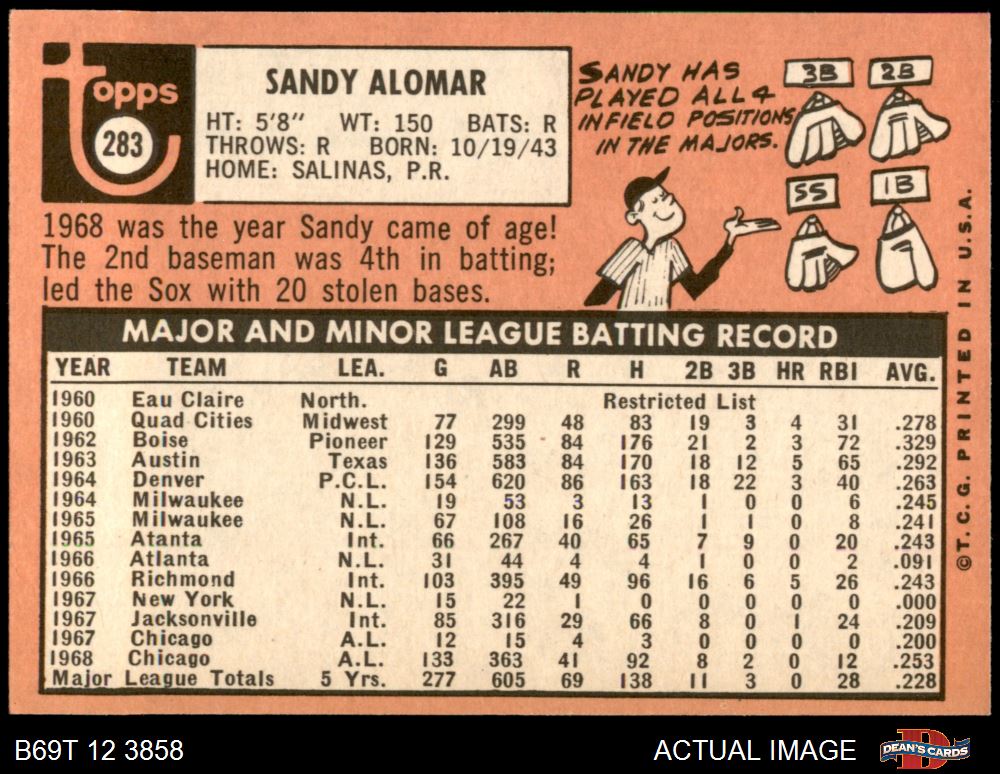 Topps
283
SANDY ALOMAR
HT: 5'8" WT: 150 BATS: R
THROWS: R BORN: 10/19/43
HOME: SALINAS, P.R.
SANDY HAS
PLAYED ALL 4
INFIELD POSITIONS
IN THE MAJORS.
3B 2B
SS 1B
1968 was the year Sandy came of age!
The 2nd baseman was 4th in batting;
led the Sox with 20 stolen bases.
MAJOR AND MINOR LEAGUE BATTING RECORD
YEAR TEAM LEA. G AB R H 2B 3B HR RBI AVG.
1960 Eau Claire North. Restricted List
1960 Quad Cities Midwest 77 299 48 83 19 3 4 31 .278
1962 Boise Pioneer 129 535 84 176 21 2 3 72 .329
1963 Austin Texas 136 583 84 170 18 12 5 65 .292
1964 Denver P.C.L. 154 620 86 163 18 22 3 40 .263
1964 Milwaukee N.L. 19 53 3 13 1 0 0 6 .245
1965 Milwaukee N.L. 67 108 16 26 1 1 0 8 .241
1965 Atanta Int. 66 267 40 65 7 9 0 20 .243
1966 Atlanta N.L. 31 44 4 4 1 0 0 2 .091
1966 Richmond Int. 103 395 49 96 16 6 5 26 .243
1967 New York N.L. 15 22 1 0 0 0 0 0 .000
1967 Jacksonville Int. 85 316 29 66 8 0 1 24 .209
1967 Chicago A.L. 12 15 4 3 0 0 0 0 .200
1968 Chicago A.L. 133 363 41 92 8 2 0 12 .253
Major League Totals 5 Yrs. 277 605 69 138 11 3 0 28 .228
©T.C.G. PRINTED IN U.S.A.
B69T 12 3858
ACTUAL IMAGE
DEAN'S CARDS